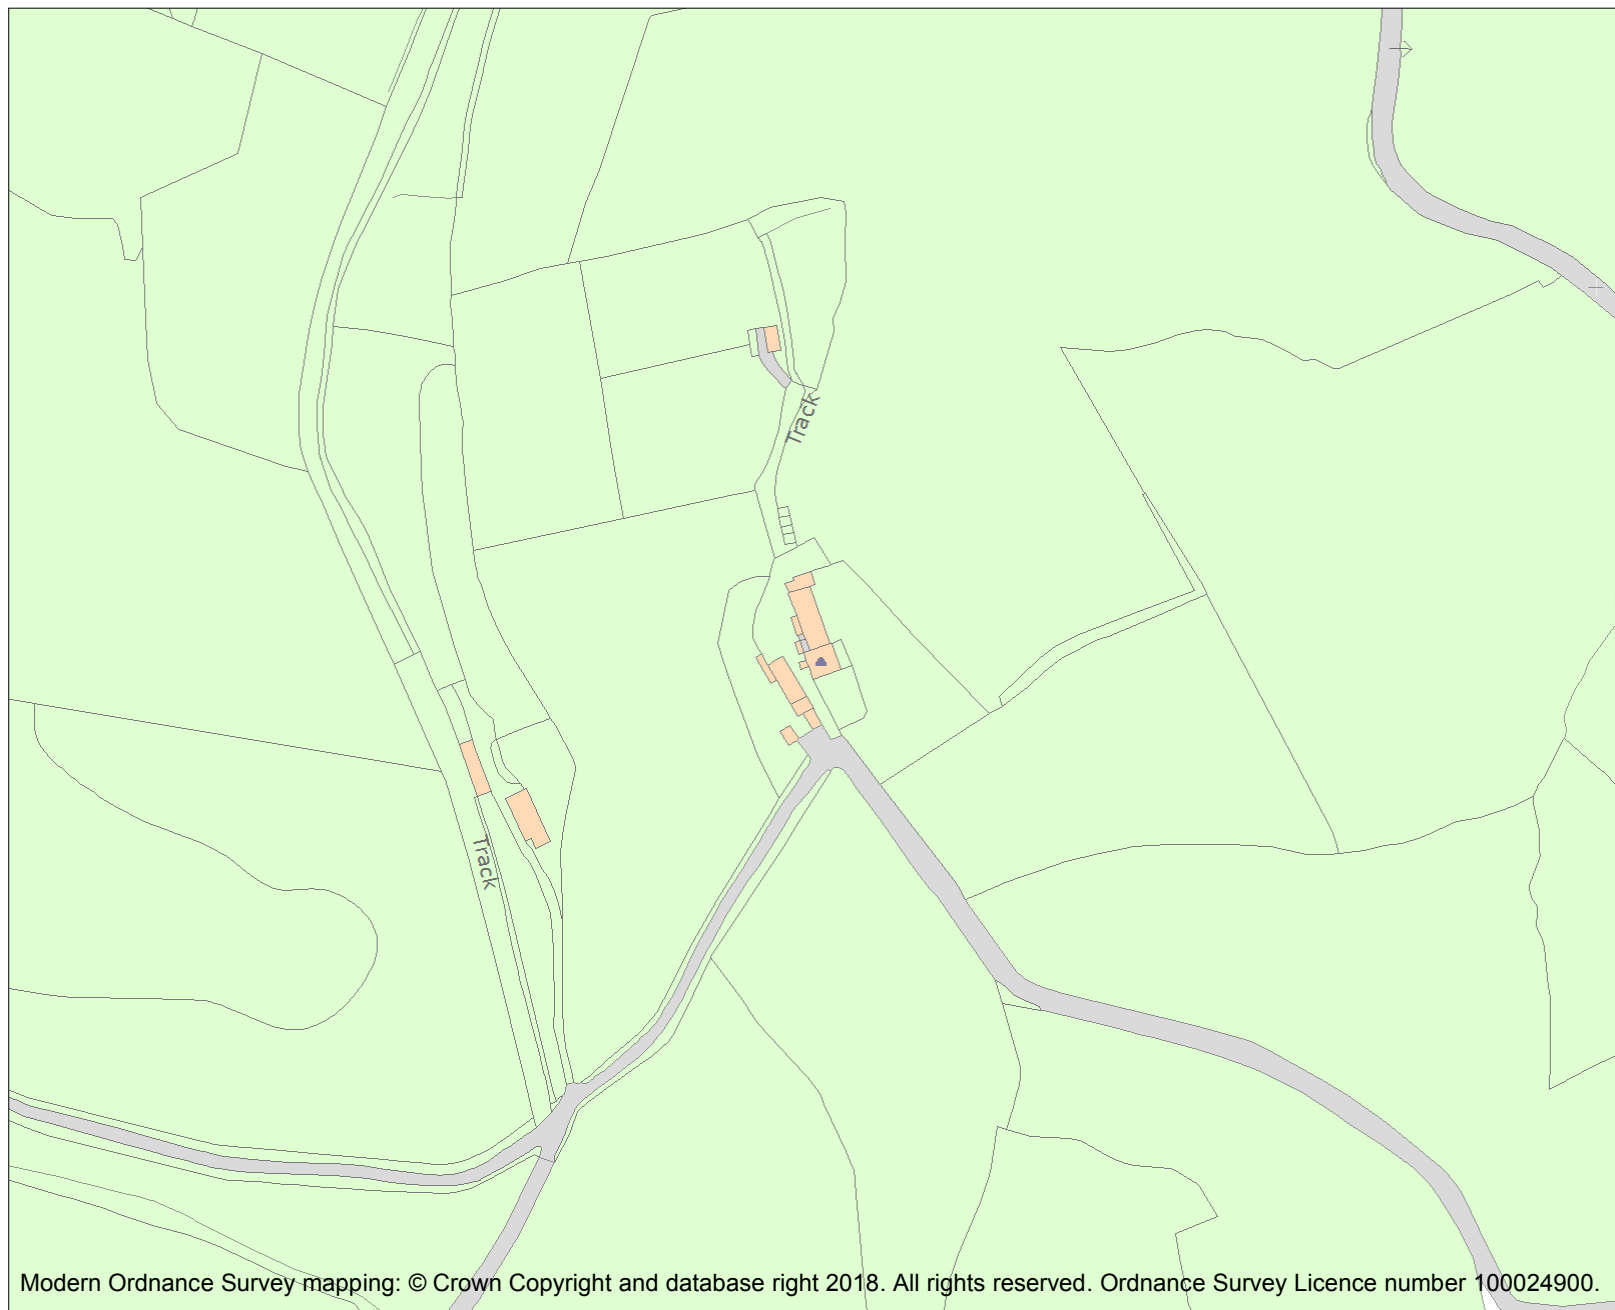 Track
Track
Modern Ordnance Survey mapping: © Crown Copyright and database right 2018. All rights reserved. Ordnance Survey Licence number 100024900.